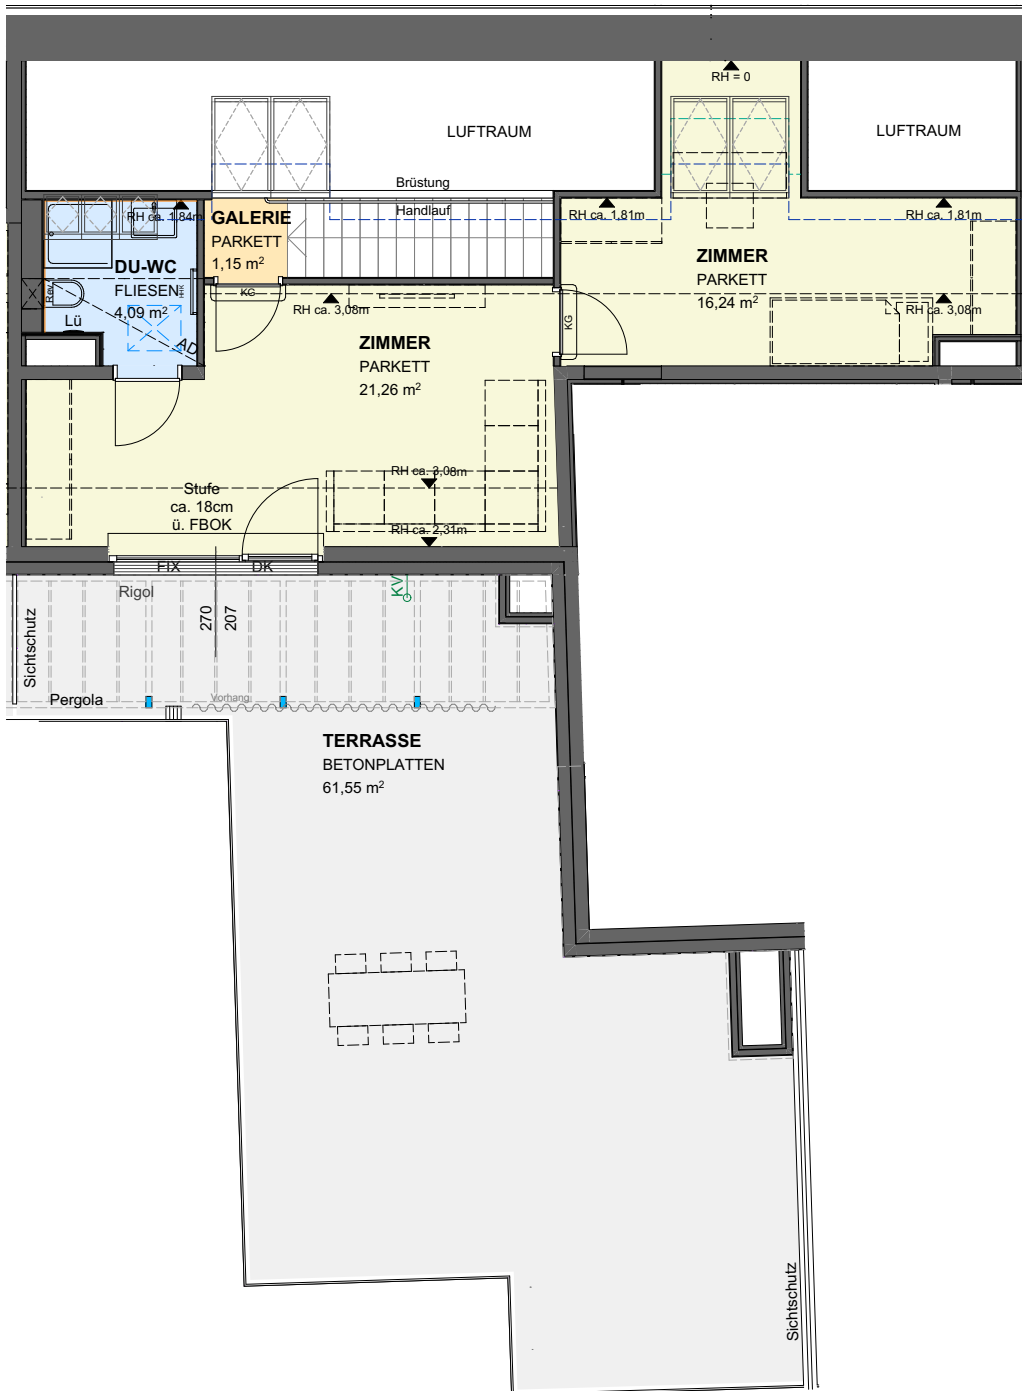 RH = 0
LUFTRAUM
LUFTRAUM
Brüstung
Handlauf
RH ca. 1,84m
GALERIE
PARKETT
1,15 m²
RH ca. 1,81m
RH ca. 1,81m
ZIMMER
PARKETT
16,24 m²
DU-WC
FLIESEN
4,09 m²
Rev
HHK
Lü
AD
KG
RH ca. 3,08m
RH ca. 3,08m
KG
ZIMMER
PARKETT
21,26 m²
RH ca. 3,08m
Stufe
ca. 18cm
ü. FBOK
RH ca. 2,31m
FIX
DK
Rigol
270
207
KV
Sichtschutz
Pergola
Vorhang
TERRASSE
BETONPLATTEN
61,55 m²
Sichtschutz